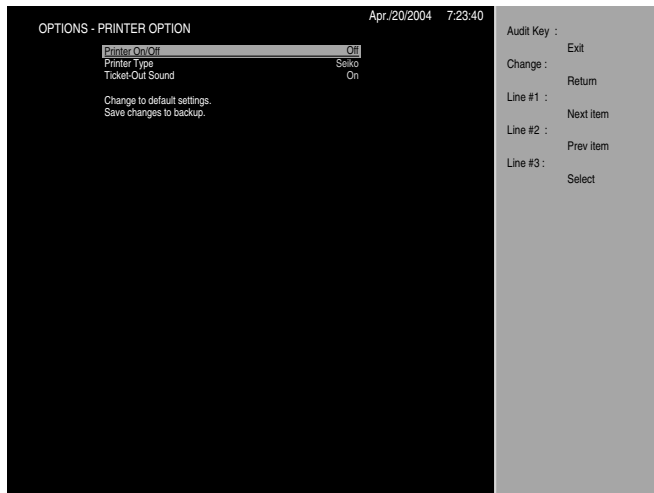 Apr./20/2004 7:23:40
OPTIONS - PRINTER OPTION
Printer On/Off Off
Printer Type Seiko
Ticket-Out Sound On
Change to default settings.
Save changes to backup.
Audit Key :
Exit
Change :
Return
Line #1 :
Next item
Line #2 :
Prev item
Line #3 :
Select